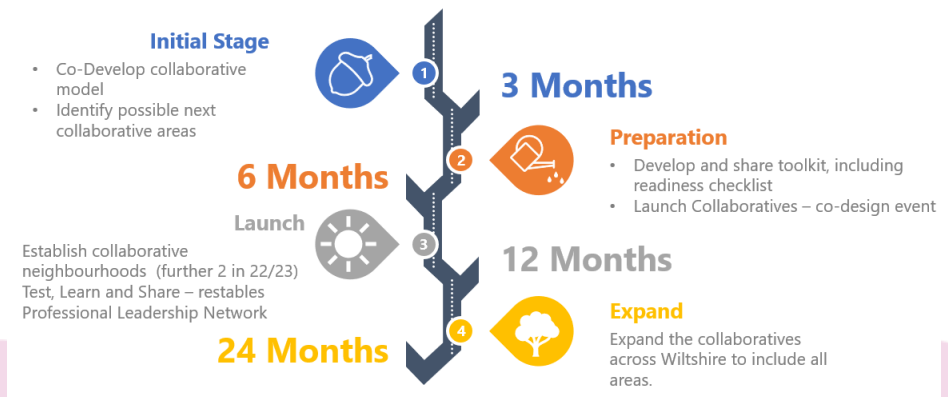 Initial Stage
• Co-Develop collaborative
model
• Identify possible next
collaborative areas
1
3 Months
2
Preparation
• Develop and share toolkit, including
readiness checklist
• Launch Collaboratives – co-design event
6 Months
Launch
3
Establish collaborative
neighbourhoods (further 2 in 22/23)
Test, Learn and Share – restables
Professional Leadership Network
12 Months
4
Expand
Expand the collaboratives
across Wiltshire to include all
areas.
24 Months